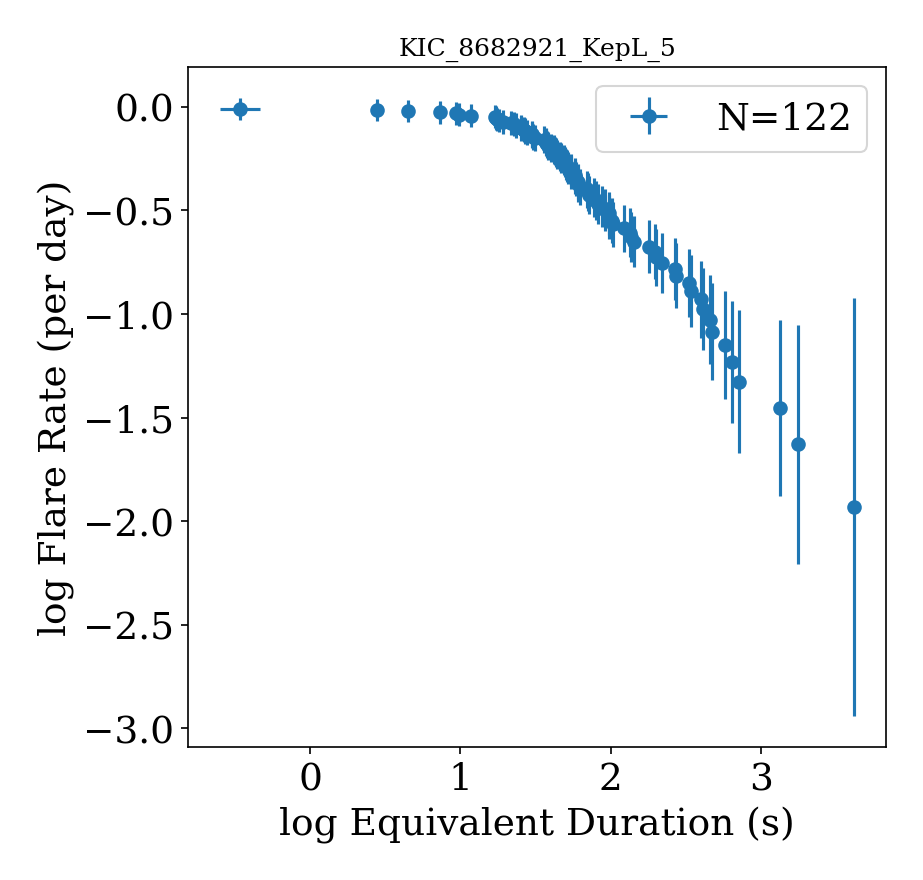 KIC_8682921_KepL_5
N=122
log Flare Rate (per day)
0.0
−0.5
−1.0
−1.5
−2.0
−2.5
−3.0
0 1 2 3
log Equivalent Duration (s)